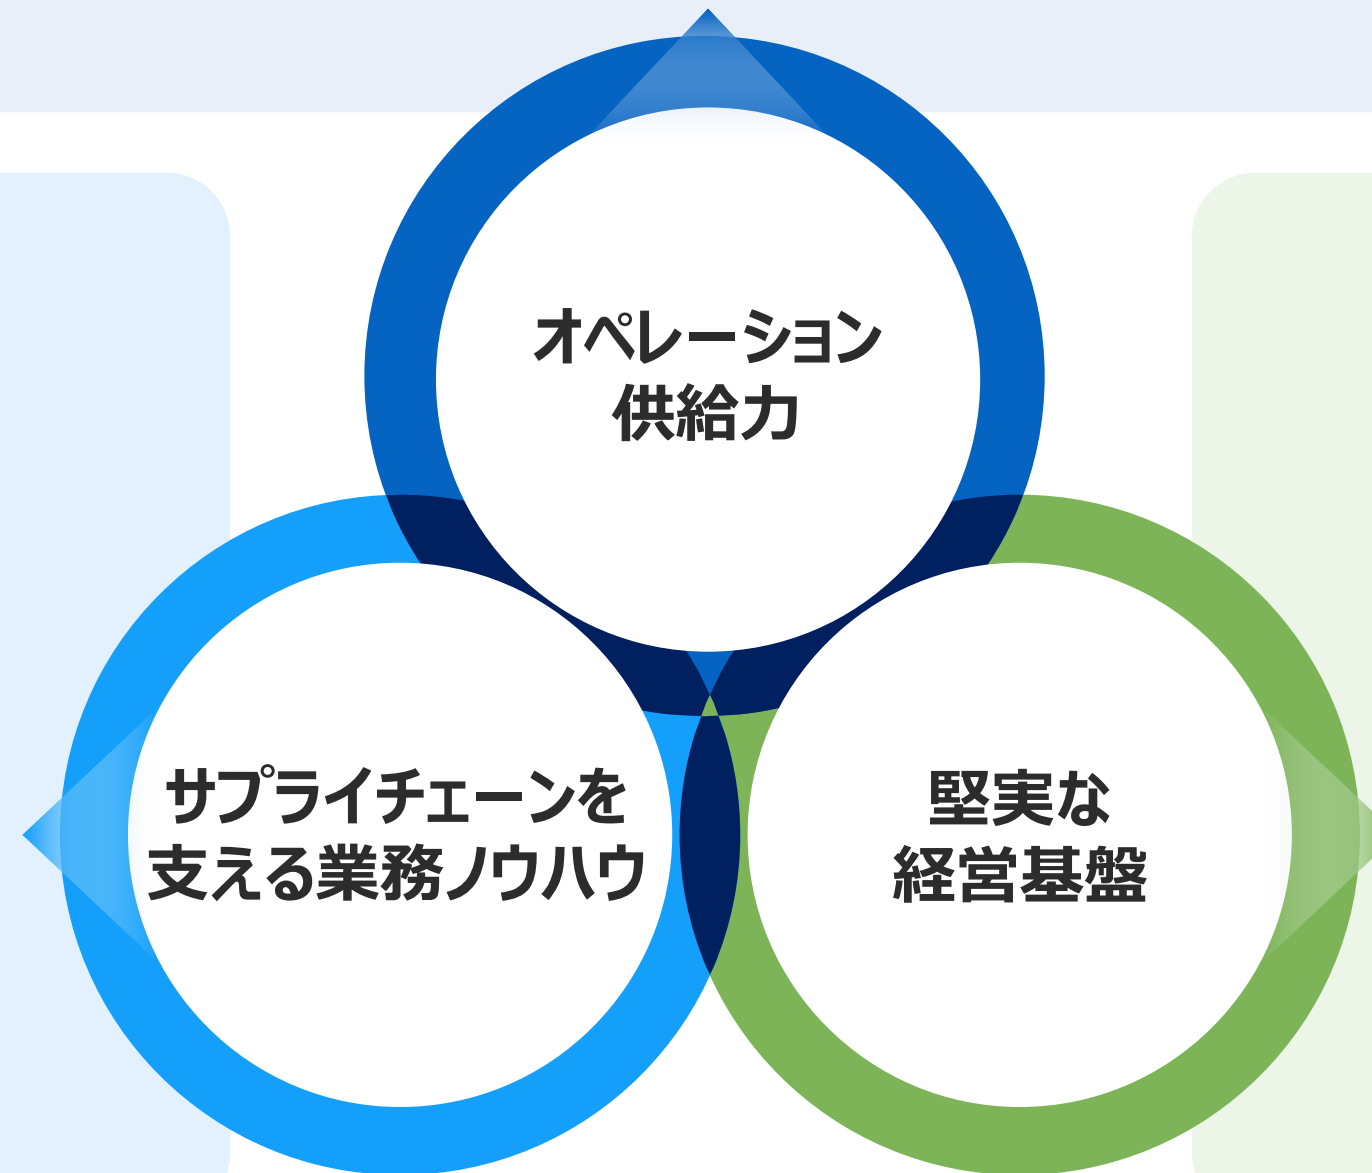 オペレーション
供給力
サプライチェーンを
支える業務ノウハウ
堅実な
経営基盤